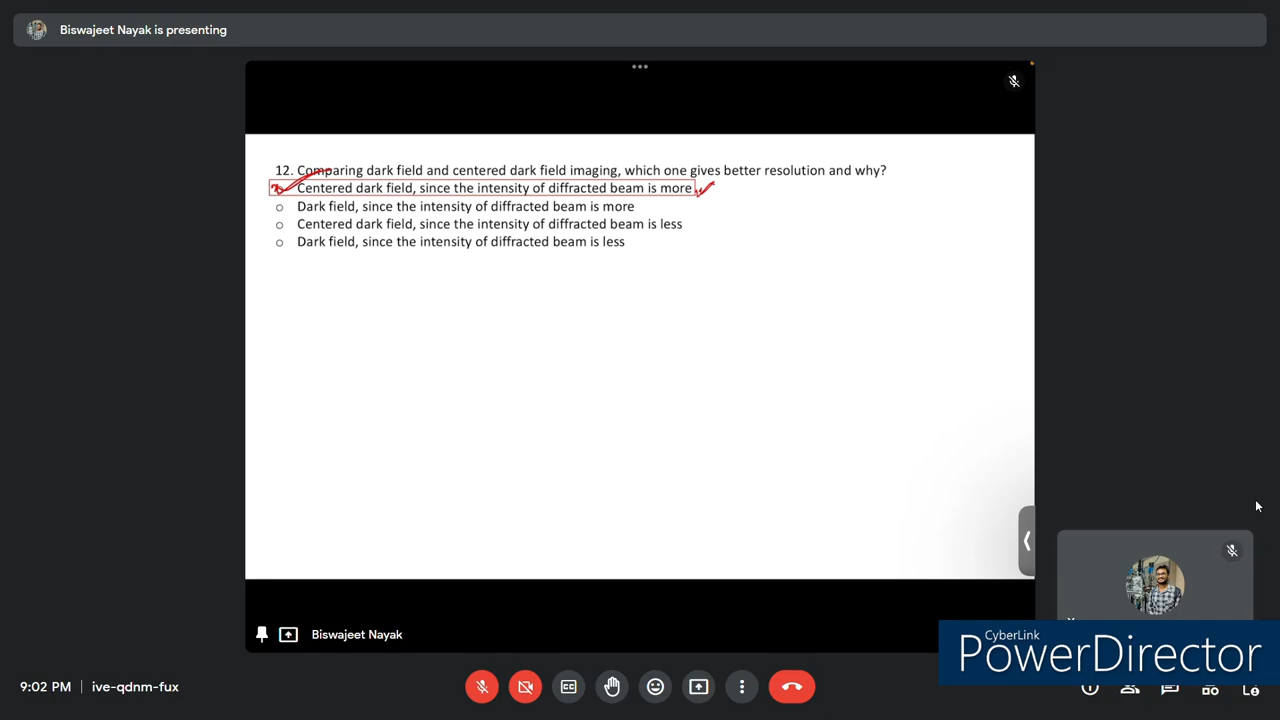 Biswajeet Nayak is presenting
12. Comparing dark field and centered dark field imaging, which one gives better resolution and why?
Centered dark field, since the intensity of diffracted beam is more
Dark field, since the intensity of diffracted beam is more
Centered dark field, since the intensity of diffracted beam is less
Dark field, since the intensity of diffracted beam is less
Biswajeet Nayak
CyberLink
PowerDirector
9:02 PM | ive-qdnm-fux